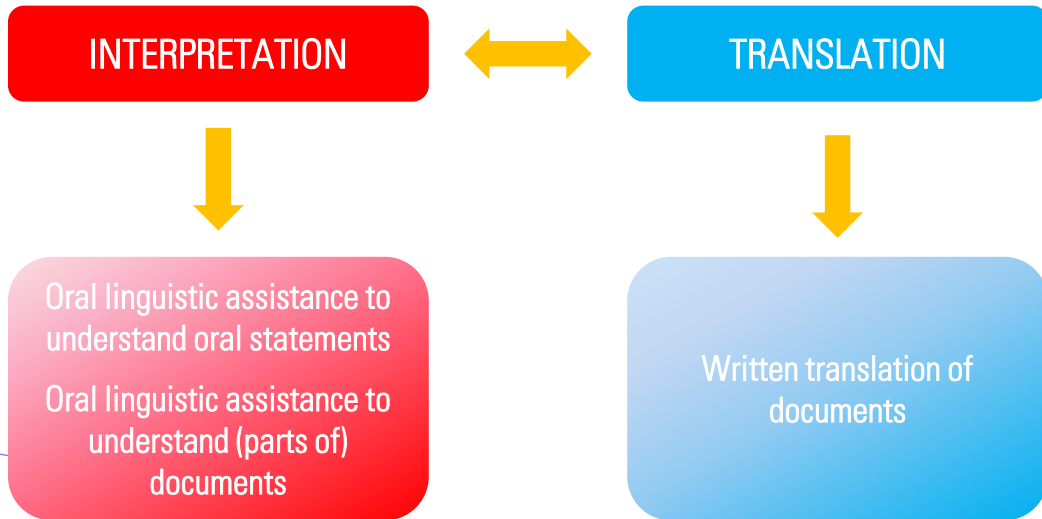 INTERPRETATION
TRANSLATION
Oral linguistic assistance to
understand oral statements
Oral linguistic assistance to
understand (parts of)
documents
Written translation of
documents